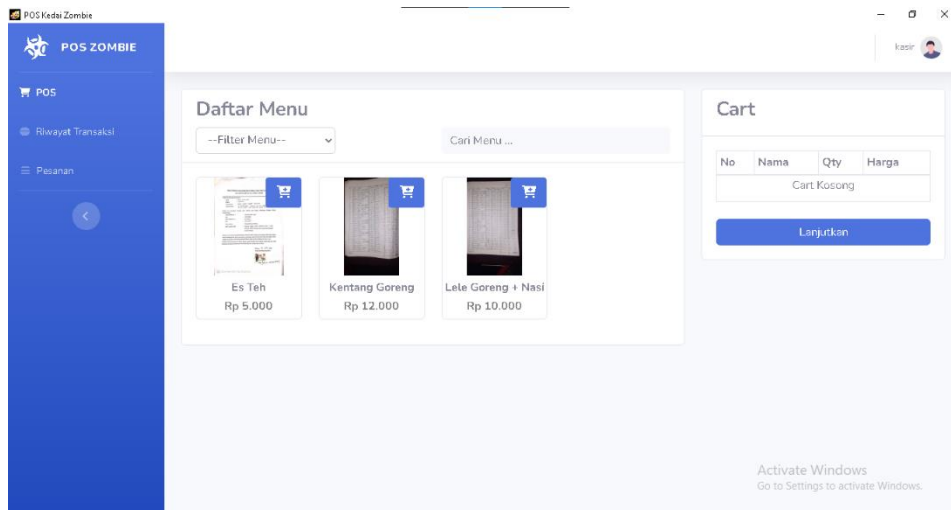 POS Kedai Zombie
POS ZOMBIE
kasir
POS
Riwayat Transaksi
Pesanan
Daftar Menu
--Filter Menu--
Cari Menu ...
Es Teh
Rp 5.000
Kentang Goreng
Rp 12.000
Lele Goreng + Nasi
Rp 10.000
Cart
No Nama Qty Harga
Cart Kosong
Lanjutkan
Activate Windows
Go to Settings to activate Windows.